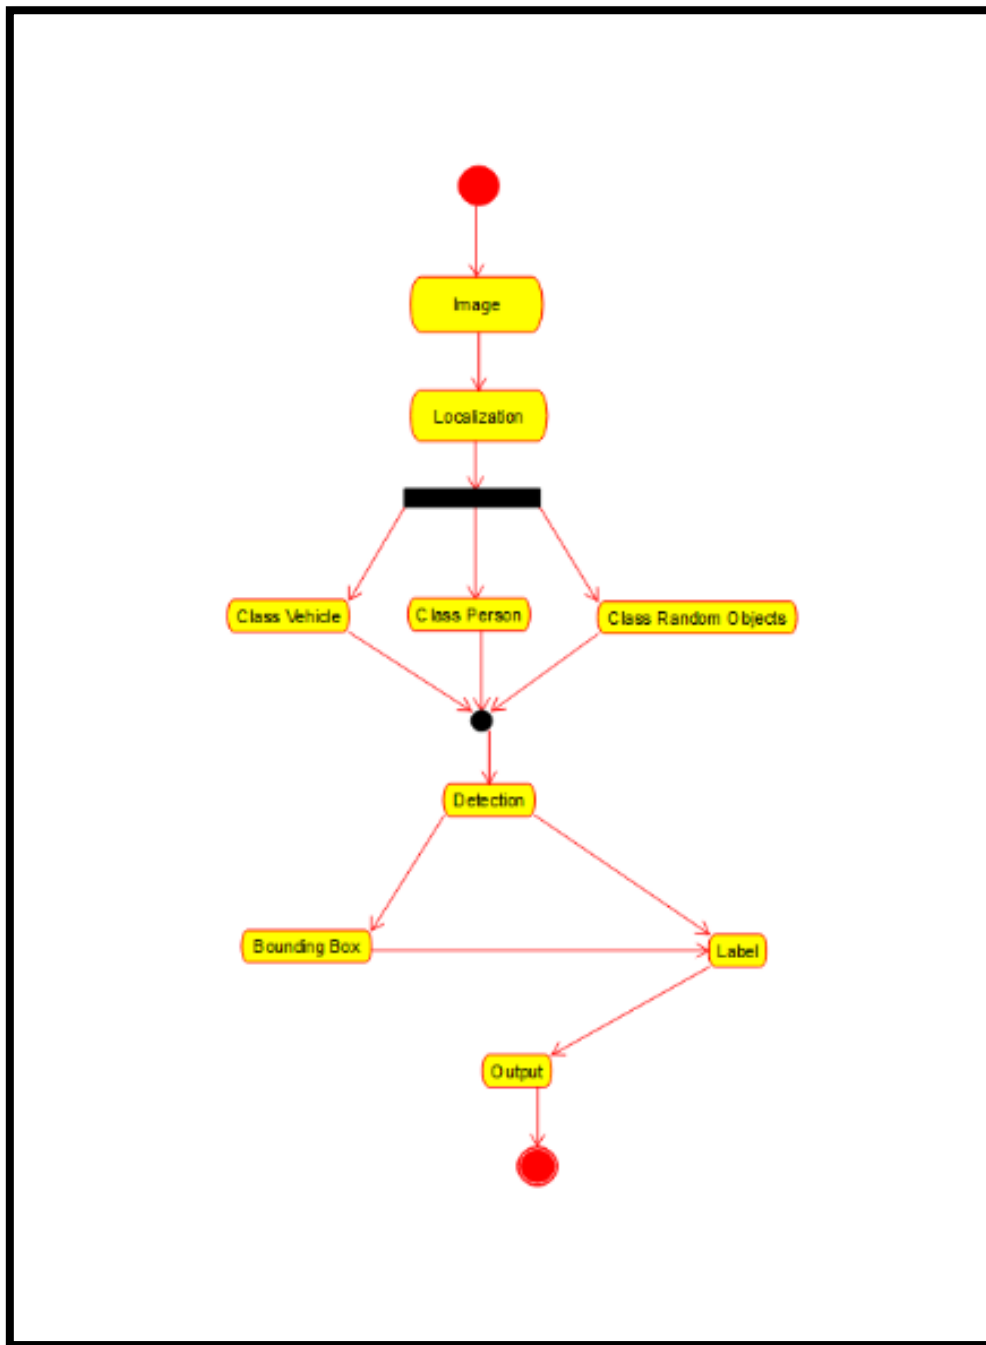 Image
Localization
Class Vehicle
Class Person
Class Random Objects
Detection
Bounding Box
Label
Output